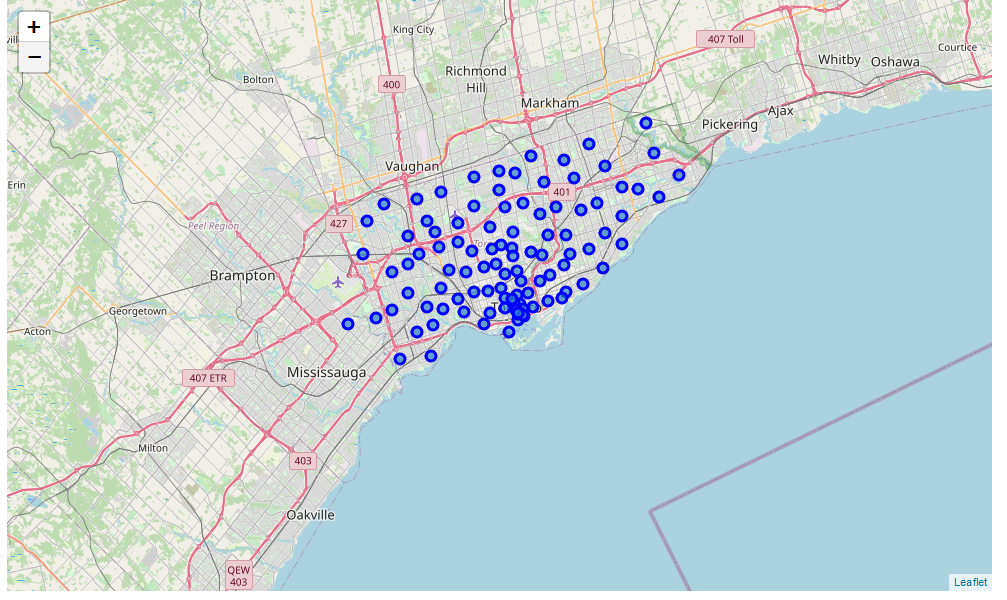 +
−
King City
Bolton
400
Richmond
Hill
Markham
407 Toll
Whitby
Oshawa
Courtice
Ajax
Pickering
Vaughan
401
Erin
427
Peel Region
Brampton
Georgetown
Acton
Mississauga
407 ETR
Milton
403
Oakville
QEW
403
Leaflet